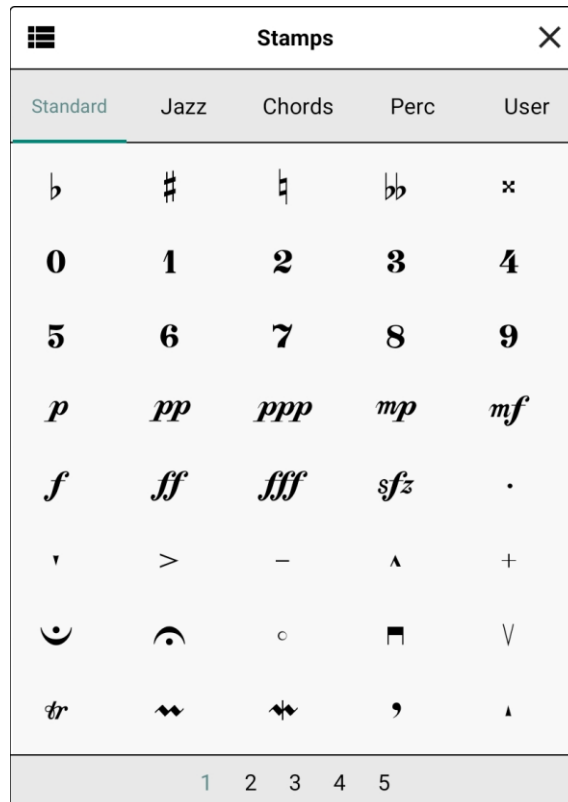 Stamps
Standard Jazz Chords Perc User
♭ ♯ ♮ 𝄫 𝄪
0 1 2 3 4
5 6 7 8 9
p pp ppp mp mf
f ff fff sfz .
> – ^ +
tr ,
1 2 3 4 5